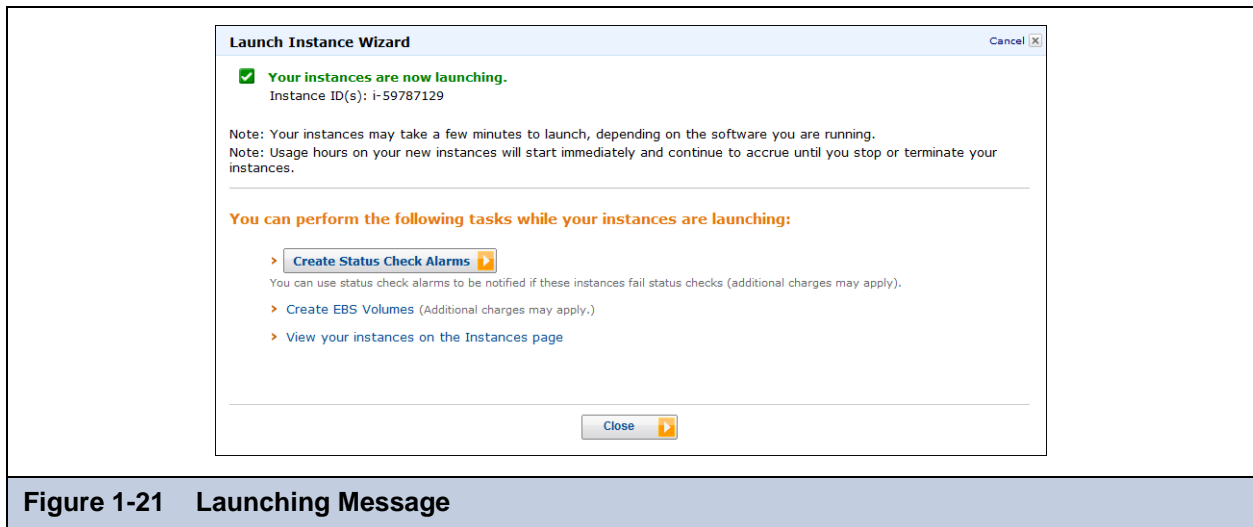 Launch Instance Wizard
Cancel
Your instances are now launching.
Instance ID(s): i-59787129
Note: Your instances may take a few minutes to launch, depending on the software you are running.
Note: Usage hours on your new instances will start immediately and continue to accrue until you stop or terminate your
instances.
You can perform the following tasks while your instances are launching:
> Create Status Check Alarms
You can use status check alarms to be notified if these instances fail status checks (additional charges may apply).
> Create EBS Volumes (Additional charges may apply.)
> View your instances on the Instances page
Close
Figure 1-21 Launching Message